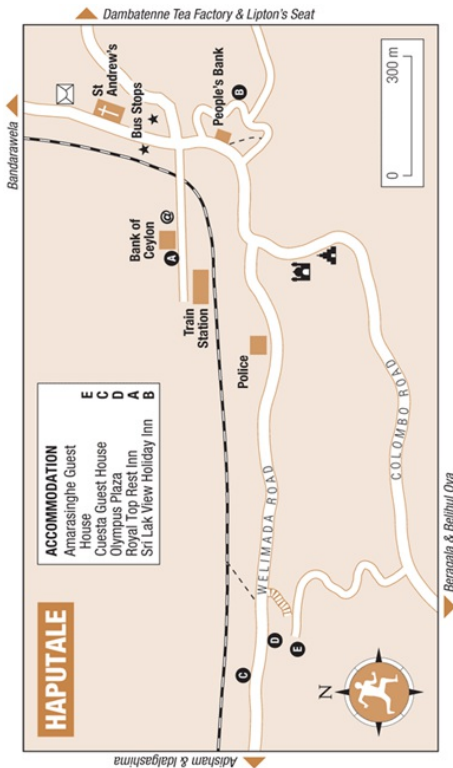 HAPUTALE
ACCOMMODATION
Amarasinghe Guest
House E
Cuesta Guest House C
Olympus Plaza D
Royal Top Rest Inn A
Sri Lak View Holiday Inn B
Bandarawela
Dambatenne Tea Factory & Lipton's Seat
St
Andrew's
Bus Stops
Bank of
Ceylon
@
A
Train
Station
People's Bank
B
Police
WELIMADA ROAD
COLOMBO ROAD
C
D
E
N
0 300 m
Adisham & Idalgashima
Beragala & Belihul Oya